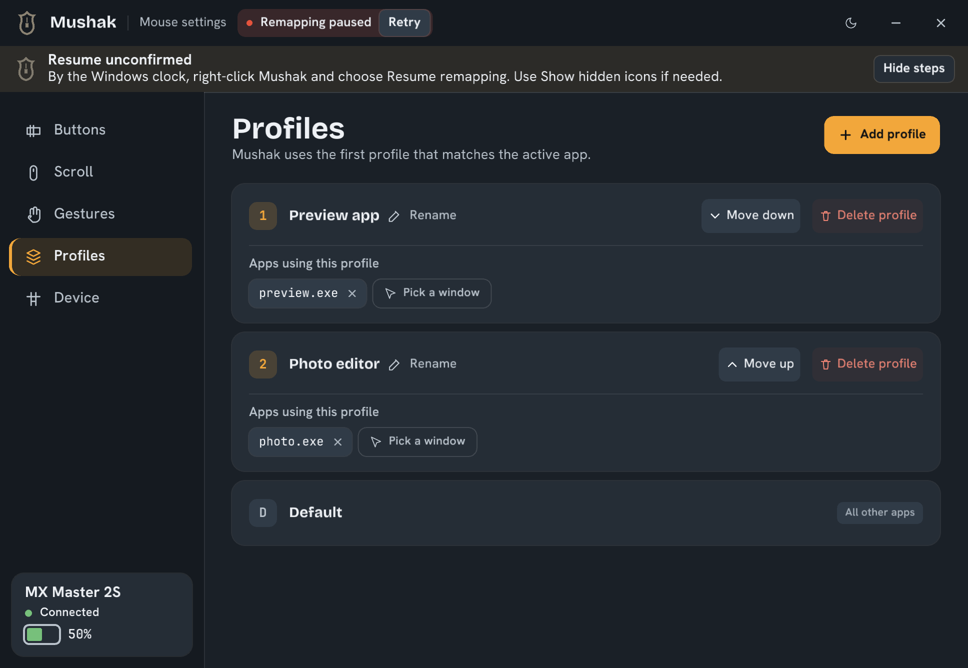 Mushak
Mouse settings
Remapping paused
Retry
Resume unconfirmed
By the Windows clock, right-click Mushak and choose Resume remapping. Use Show hidden icons if needed.
Hide steps
Buttons
Scroll
Gestures
Profiles
Device
MX Master 2S
Connected
50%
Profiles
Mushak uses the first profile that matches the active app.
Add profile
1
Preview app
Rename
Move down
Delete profile
Apps using this profile
preview.exe
Pick a window
2
Photo editor
Rename
Move up
Delete profile
Apps using this profile
photo.exe
Pick a window
D
Default
All other apps